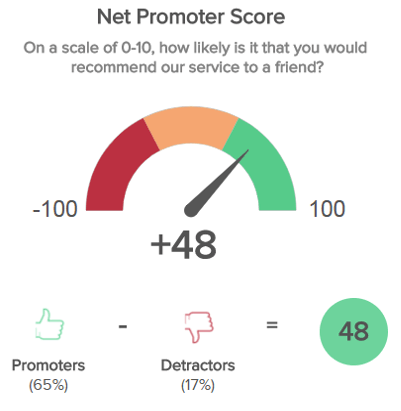 Net Promoter Score
On a scale of 0-10, how likely is it that you would
recommend our service to a friend?
-100
100
+48
-
=
48
Promoters
(65%)
Detractors
(17%)